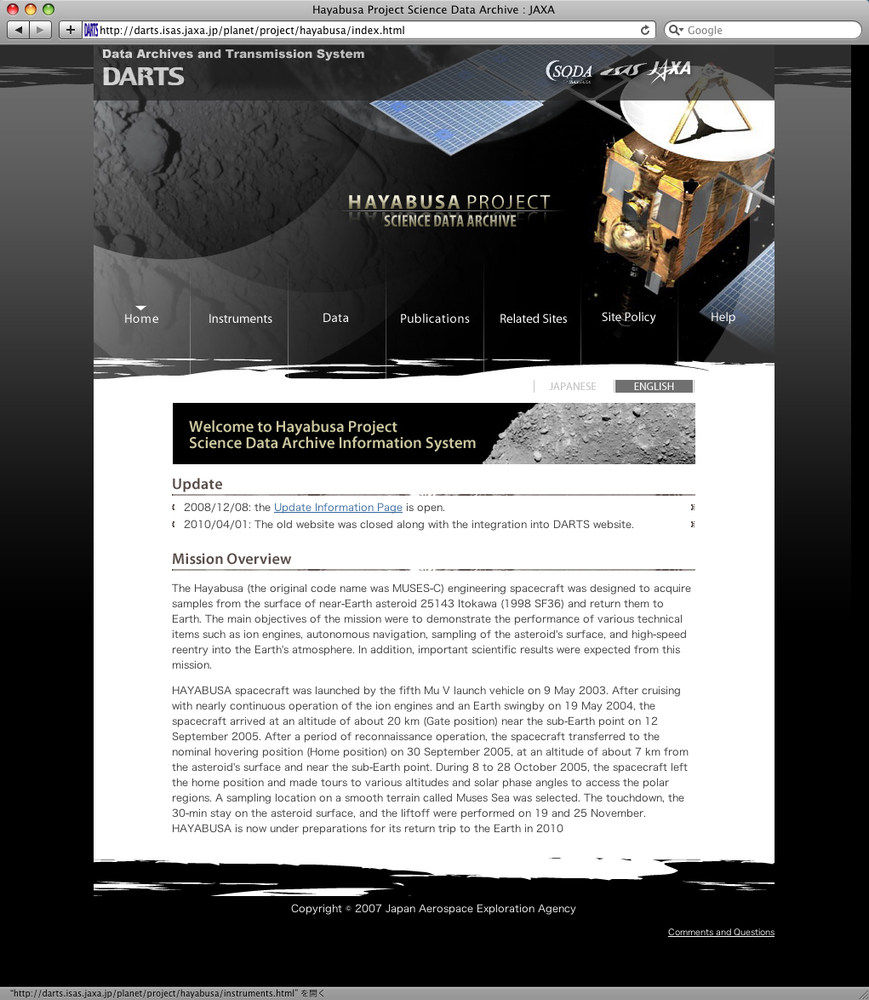 Hayabusa Project Science Data Archive : JAXA
http://darts.isas.jaxa.jp/planet/project/hayabusa/index.html
Google
Data Archives and Transmission System
DARTS
SODA
ISAS JAXA
HAYABUSA PROJECT
SCIENCE DATA ARCHIVE
Home Instruments Data Publications Related Sites Site Policy Help
JAPANESE ENGLISH
Welcome to Hayabusa Project
Science Data Archive Information System
Update
2008/12/08: the Update Information Page is open.
2010/04/01: The old website was closed along with the integration into DARTS website.
Mission Overview
The Hayabusa (the original code name was MUSES-C) engineering spacecraft was designed to acquire
samples from the surface of near-Earth asteroid 25143 Itokawa (1998 SF36) and return them to
Earth. The main objectives of the mission were to demonstrate the performance of various technical
items such as ion engines, autonomous navigation, sampling of the asteroid's surface, and high-speed
reentry into the Earth's atmosphere. In addition, important scientific results were expected from this
mission.
HAYABUSA spacecraft was launched by the fifth Mu V launch vehicle on 9 May 2003. After cruising
with nearly continuous operation of the ion engines and an Earth swingby on 19 May 2004, the
spacecraft arrived at an altitude of about 20 km (Gate position) near the sub-Earth point on 12
September 2005. After a period of reconnaissance operation, the spacecraft transferred to the
nominal hovering position (Home position) on 30 September 2005, at an altitude of about 7 km from
the asteroid's surface and near the sub-Earth point. During 8 to 28 October 2005, the spacecraft left
the home position and made tours to various altitudes and solar phase angles to access the polar
regions. A sampling location on a smooth terrain called Muses Sea was selected. The touchdown, the
30-min stay on the asteroid surface, and the liftoff were performed on 19 and 25 November.
HAYABUSA is now under preparations for its return trip to the Earth in 2010
Copyright © 2007 Japan Aerospace Exploration Agency
Comments and Questions
"http://darts.isas.jaxa.jp/planet/project/hayabusa/instruments.html" を開く